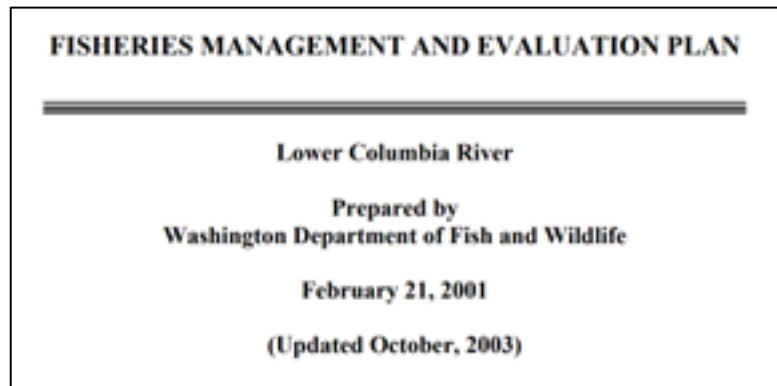 FISHERIES MANAGEMENT AND EVALUATION PLAN
Lower Columbia River
Prepared by
Washington Department of Fish and Wildlife
February 21, 2001
(Updated October, 2003)